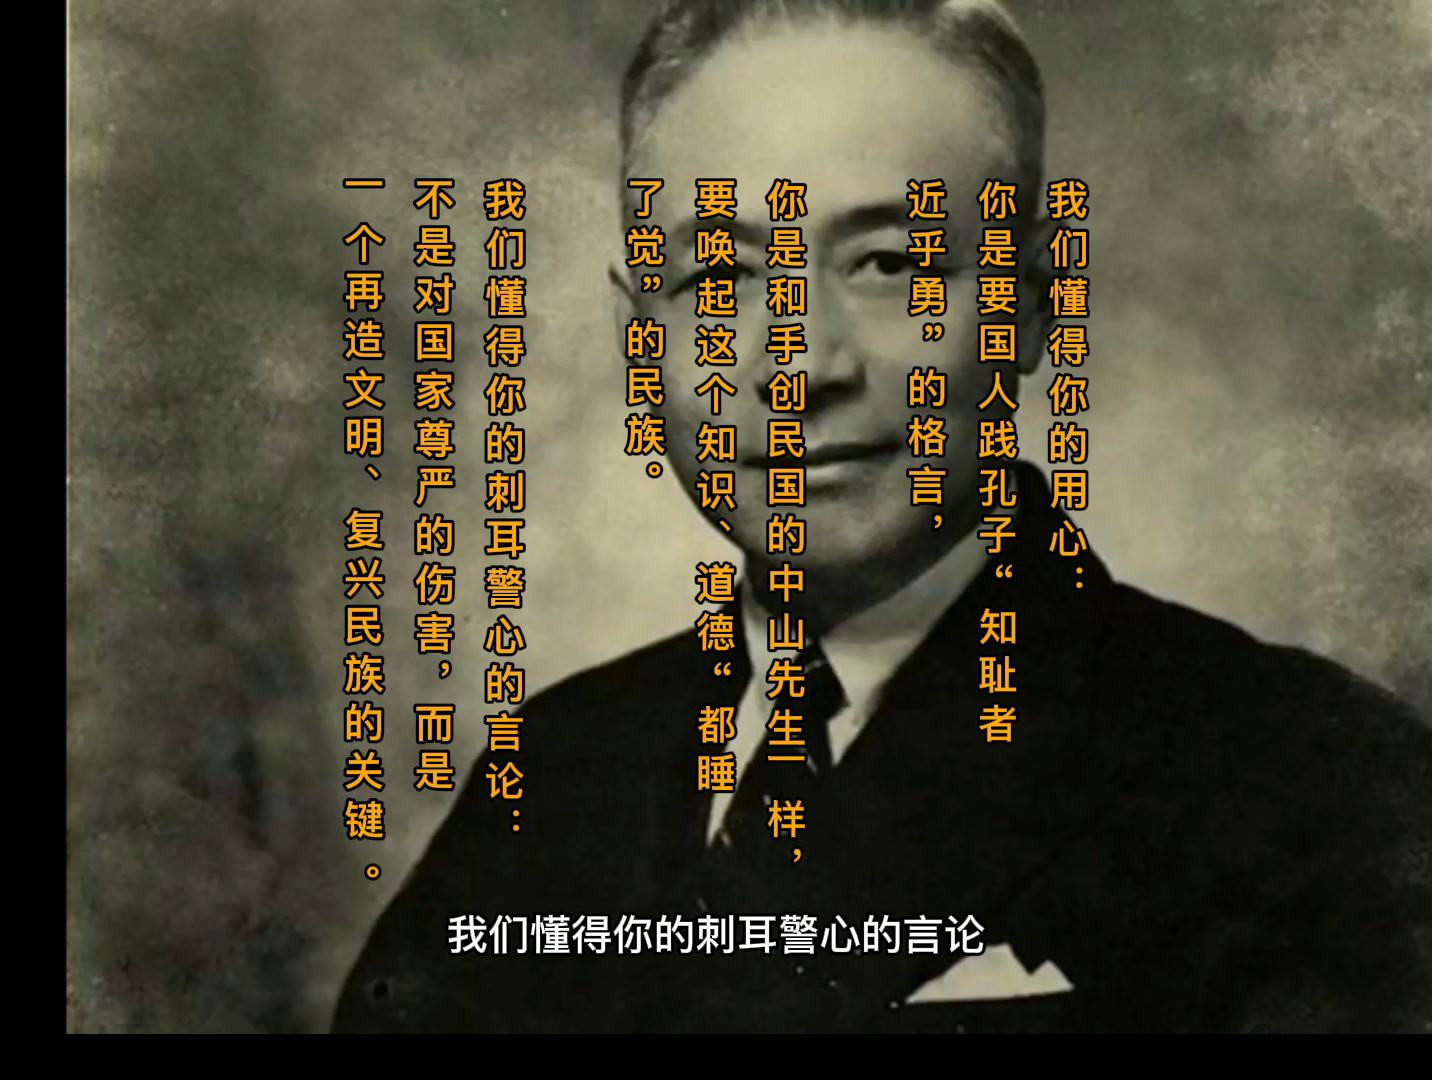 我们懂得你的用心：
你是要国人践孔子“知耻者
近乎勇”的格言，
你是和手创民国的中山先生一样，
要唤起这个知识、道德“都睡
了觉”的民族。
我们懂得你的刺耳警心的言论：
不是对国家尊严的伤害，而是
一个再造文明、复兴民族的关键。
我们懂得你的刺耳警心的言论